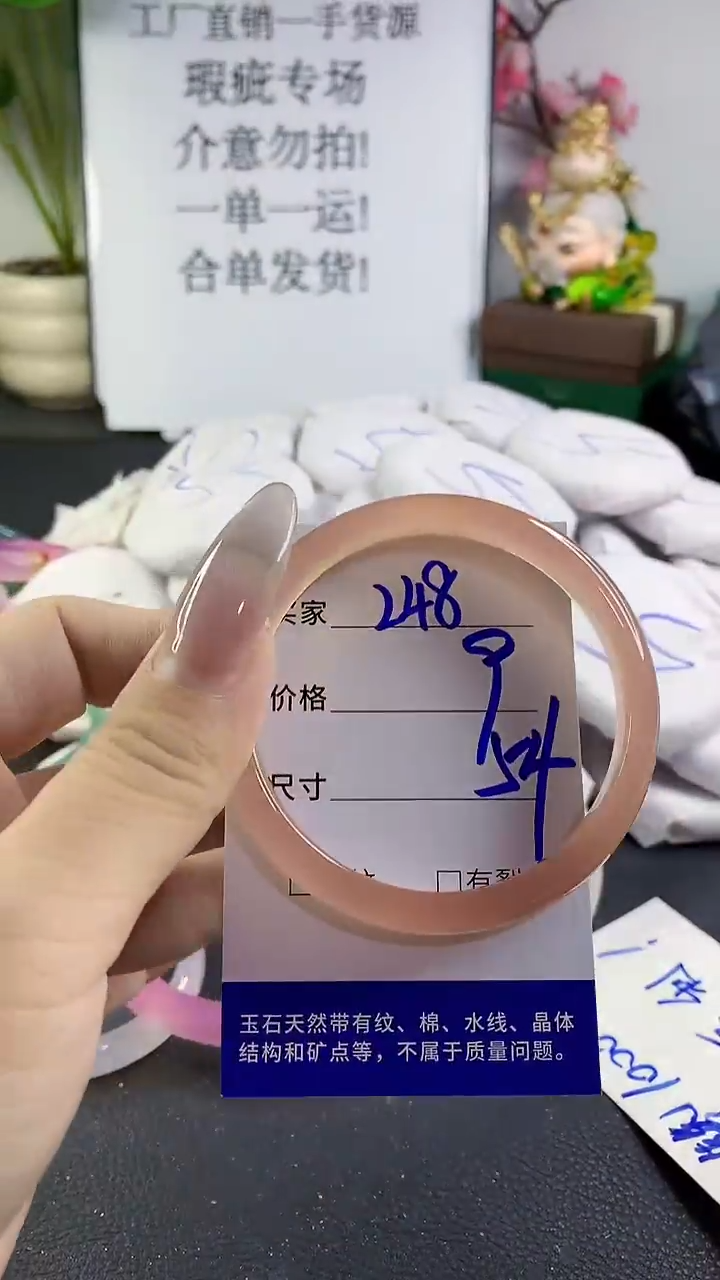 工厂直销一手货源
瑕疵专场
介意勿拍!
一单一运!
合单发货!
买家 248
价格
尺寸 54
□有裂
玉石天然带有纹、棉、水线、晶体
结构和矿点等，不属于质量问题。
1000